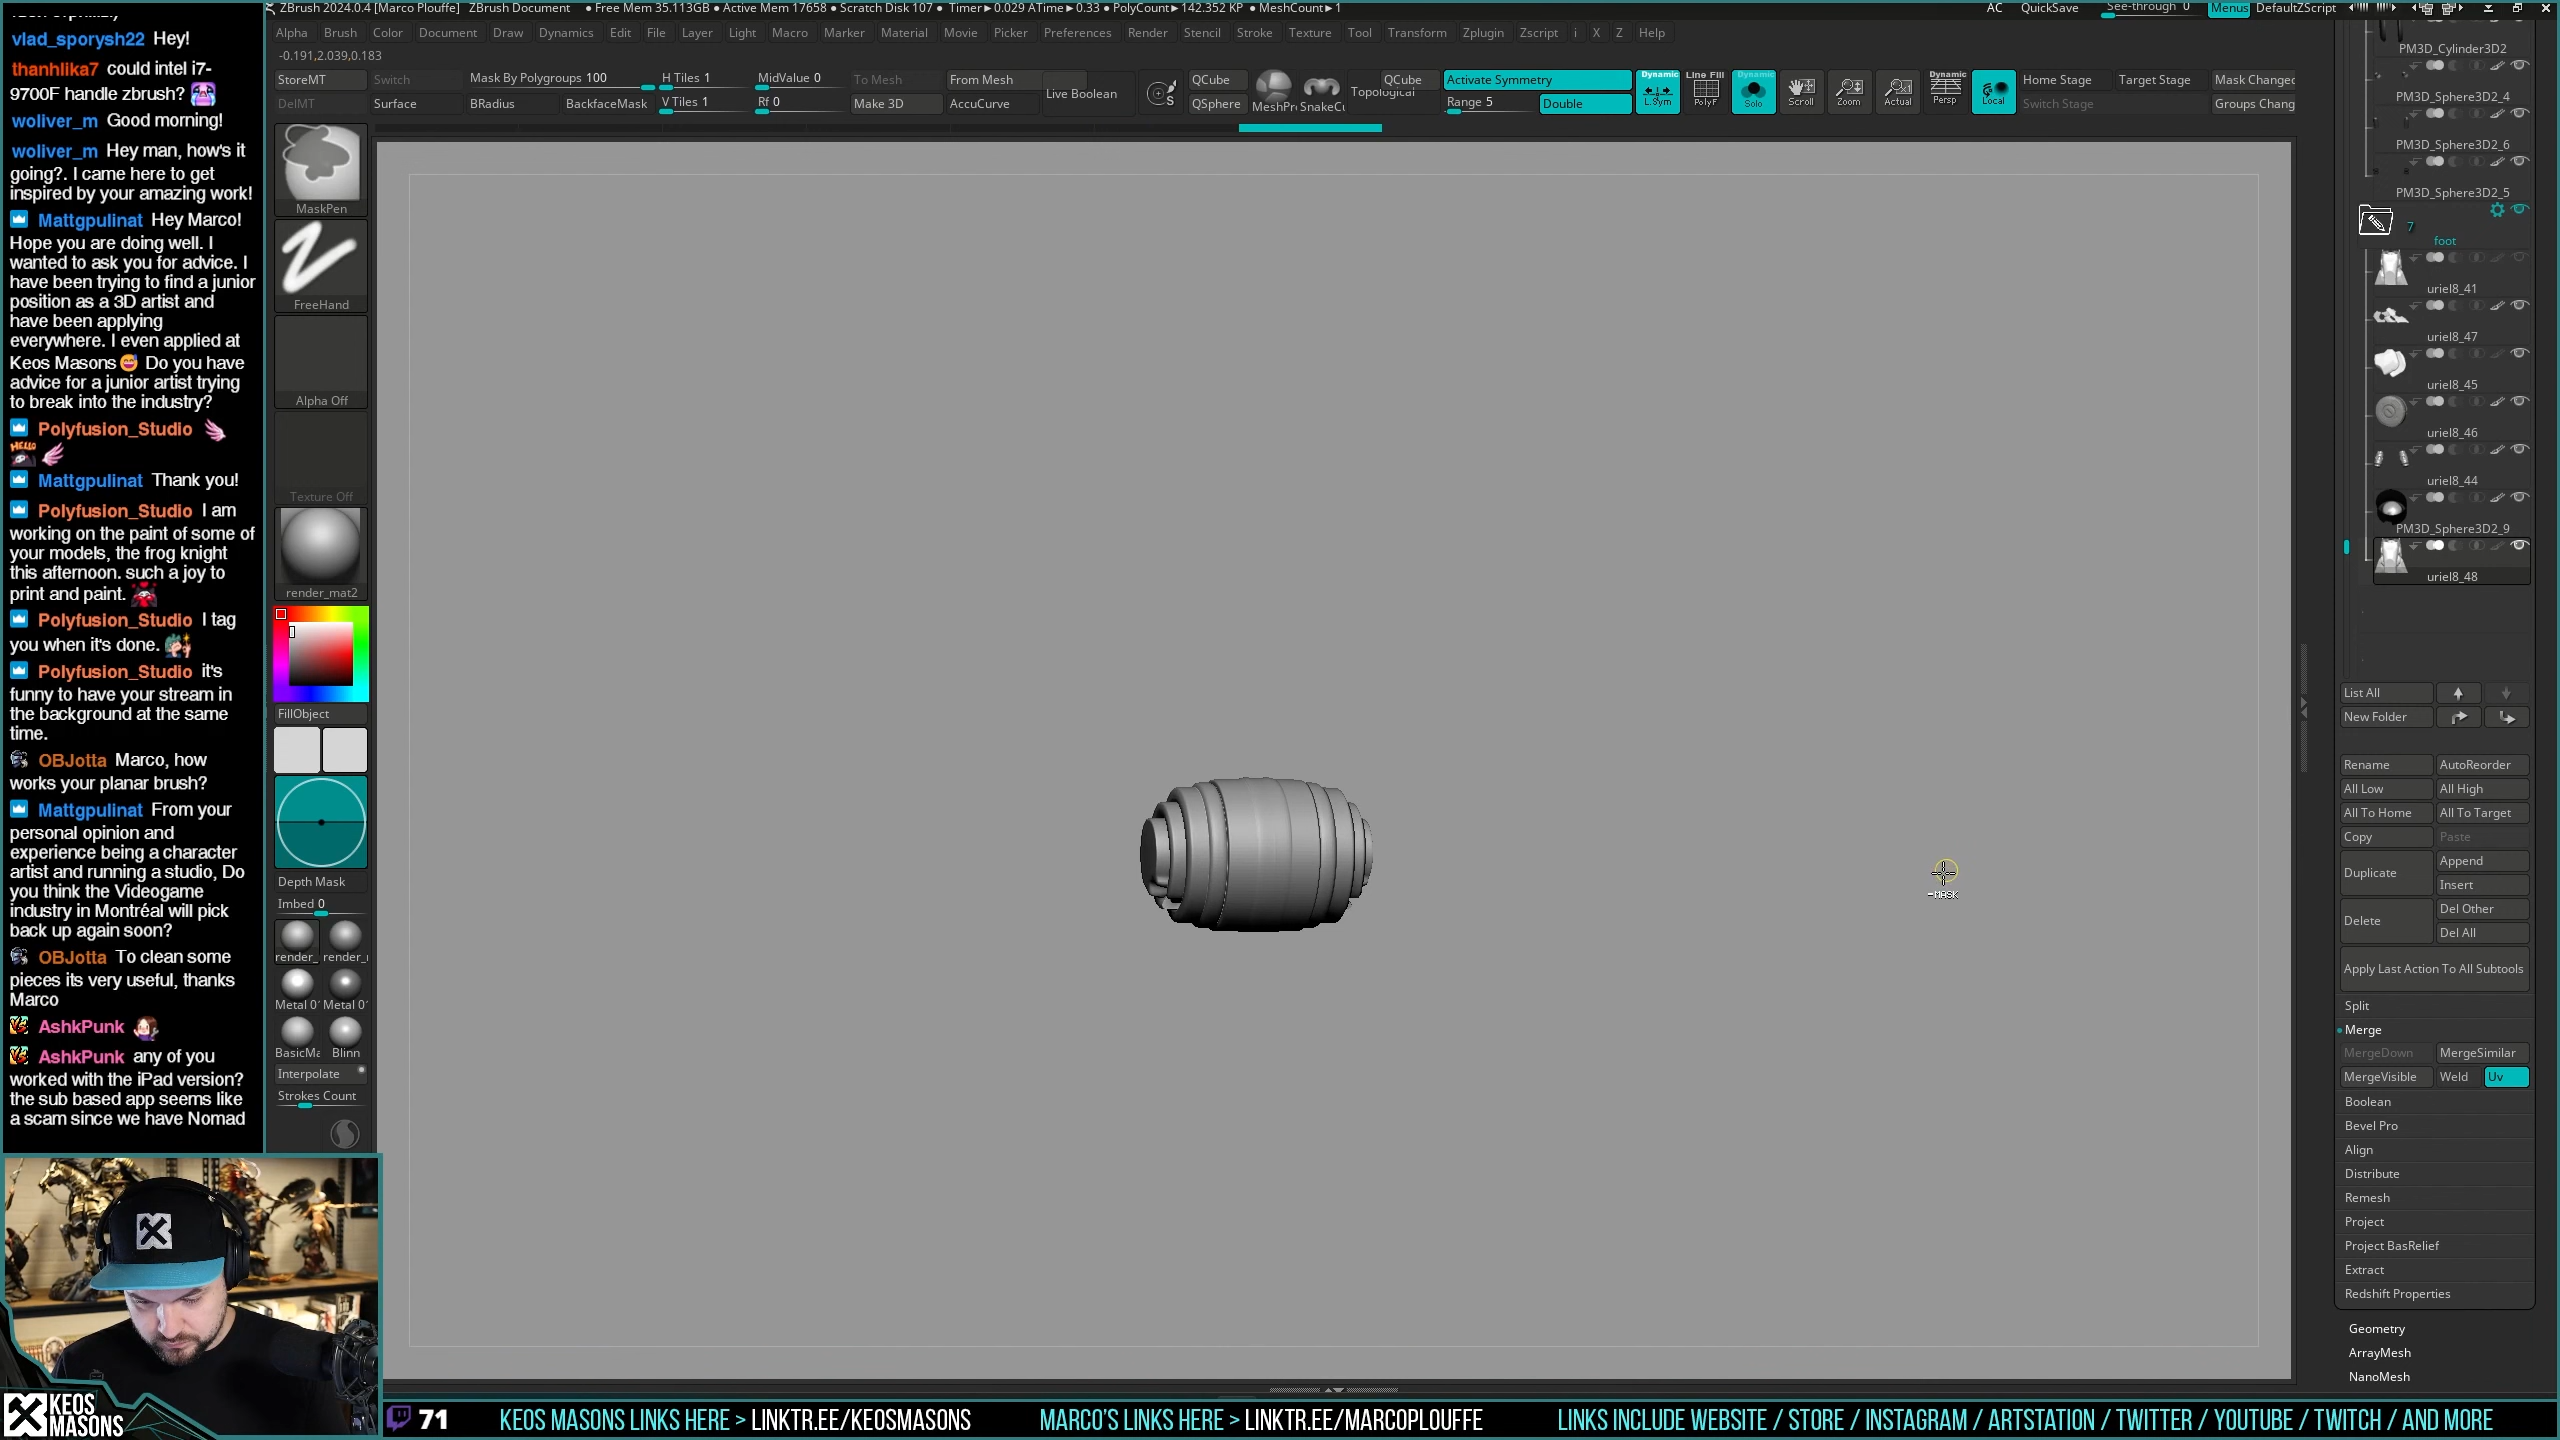 ZBrush 2024.0.4 [Marco Plouffe] ZBrush Document ● Free Mem 35.113GB ● Active Mem 17658 ● Scratch Disk 107 ● Timer►0.029 ATime►0.33 ● PolyCount►142.352 KP ● MeshCount►1
AC QuickSave See-through 0 Menus DefaultZScript
Alpha Brush Color Document Draw Dynamics Edit File Layer Light Macro Marker Material Movie Picker Preferences Render Stencil Stroke Texture Tool Transform Zplugin Zscript i X Z Help
-0.191,2.039,0.183
StoreMT Switch Mask By Polygroups 100 H Tiles 1 MidValue 0 To Mesh From Mesh Live Boolean QCube MeshPr SnakeCu Topological QCube Activate Symmetry
DelMT Surface BRadius BackfaceMask V Tiles 1 Rf 0 Make 3D AccuCurve QSphere Range 5 Double
Dynamic L.Sym Line Fill PolyF Dynamic Solo Scroll Zoom Actual Dynamic Persp Local
Home Stage Target Stage Mask Changed
Switch Stage Groups Chang
vlad_sporysh22 Hey!
thanhlika7 could intel i7-
9700F handle zbrush?
woliver_m Good morning!
woliver_m Hey man, how's it
going?. I came here to get
inspired by your amazing work!
Mattgpulinat Hey Marco!
Hope you are doing well. I
wanted to ask you for advice. I
have been trying to find a junior
position as a 3D artist and
have been applying
everywhere. I even applied at
Keos Masons Do you have
advice for a junior artist trying
to break into the industry?
Polyfusion_Studio
HELLO
Mattgpulinat Thank you!
Polyfusion_Studio I am
working on the paint of some of
your models, the frog knight
this afternoon. such a joy to
print and paint.
Polyfusion_Studio I tag
you when it's done.
Polyfusion_Studio it's
funny to have your stream in
the background at the same
time.
OBJotta Marco, how
works your planar brush?
Mattgpulinat From your
personal opinion and
experience being a character
artist and running a studio, Do
you think the Videogame
industry in Montréal will pick
back up again soon?
OBJotta To clean some
pieces its very useful, thanks
Marco
AshkPunk
AshkPunk any of you
worked with the iPad version?
the sub based app seems like
a scam since we have Nomad
MaskPen
FreeHand
Alpha Off
Texture Off
render_mat2
FillObject
Depth Mask
Imbed 0
render_ render_
Metal 0 Metal 0
BasicMa Blinn
Interpolate
Strokes Count
-MASK
PM3D_Cylinder3D2
PM3D_Sphere3D2_4
PM3D_Sphere3D2_6
PM3D_Sphere3D2_5
7
foot
uriel8_41
uriel8_47
uriel8_45
uriel8_46
uriel8_44
PM3D_Sphere3D2_9
uriel8_48
List All
New Folder
Rename AutoReorder
All Low All High
All To Home All To Target
Copy Paste
Duplicate Append
Insert
Delete Del Other
Del All
Apply Last Action To All Subtools
Split
Merge
MergeDown MergeSimilar
MergeVisible Weld Uv
Boolean
Bevel Pro
Align
Distribute
Remesh
Project
Project BasRelief
Extract
Redshift Properties
Geometry
ArrayMesh
NanoMesh
KEOS
MASONS
71 KEOS MASONS LINKS HERE > LINKTR.EE/KEOSMASONS MARCO'S LINKS HERE > LINKTR.EE/MARCOPLOUFFE LINKS INCLUDE WEBSITE / STORE / INSTAGRAM / ARTSTATION / TWITTER / YOUTUBE / TWITCH / AND MORE